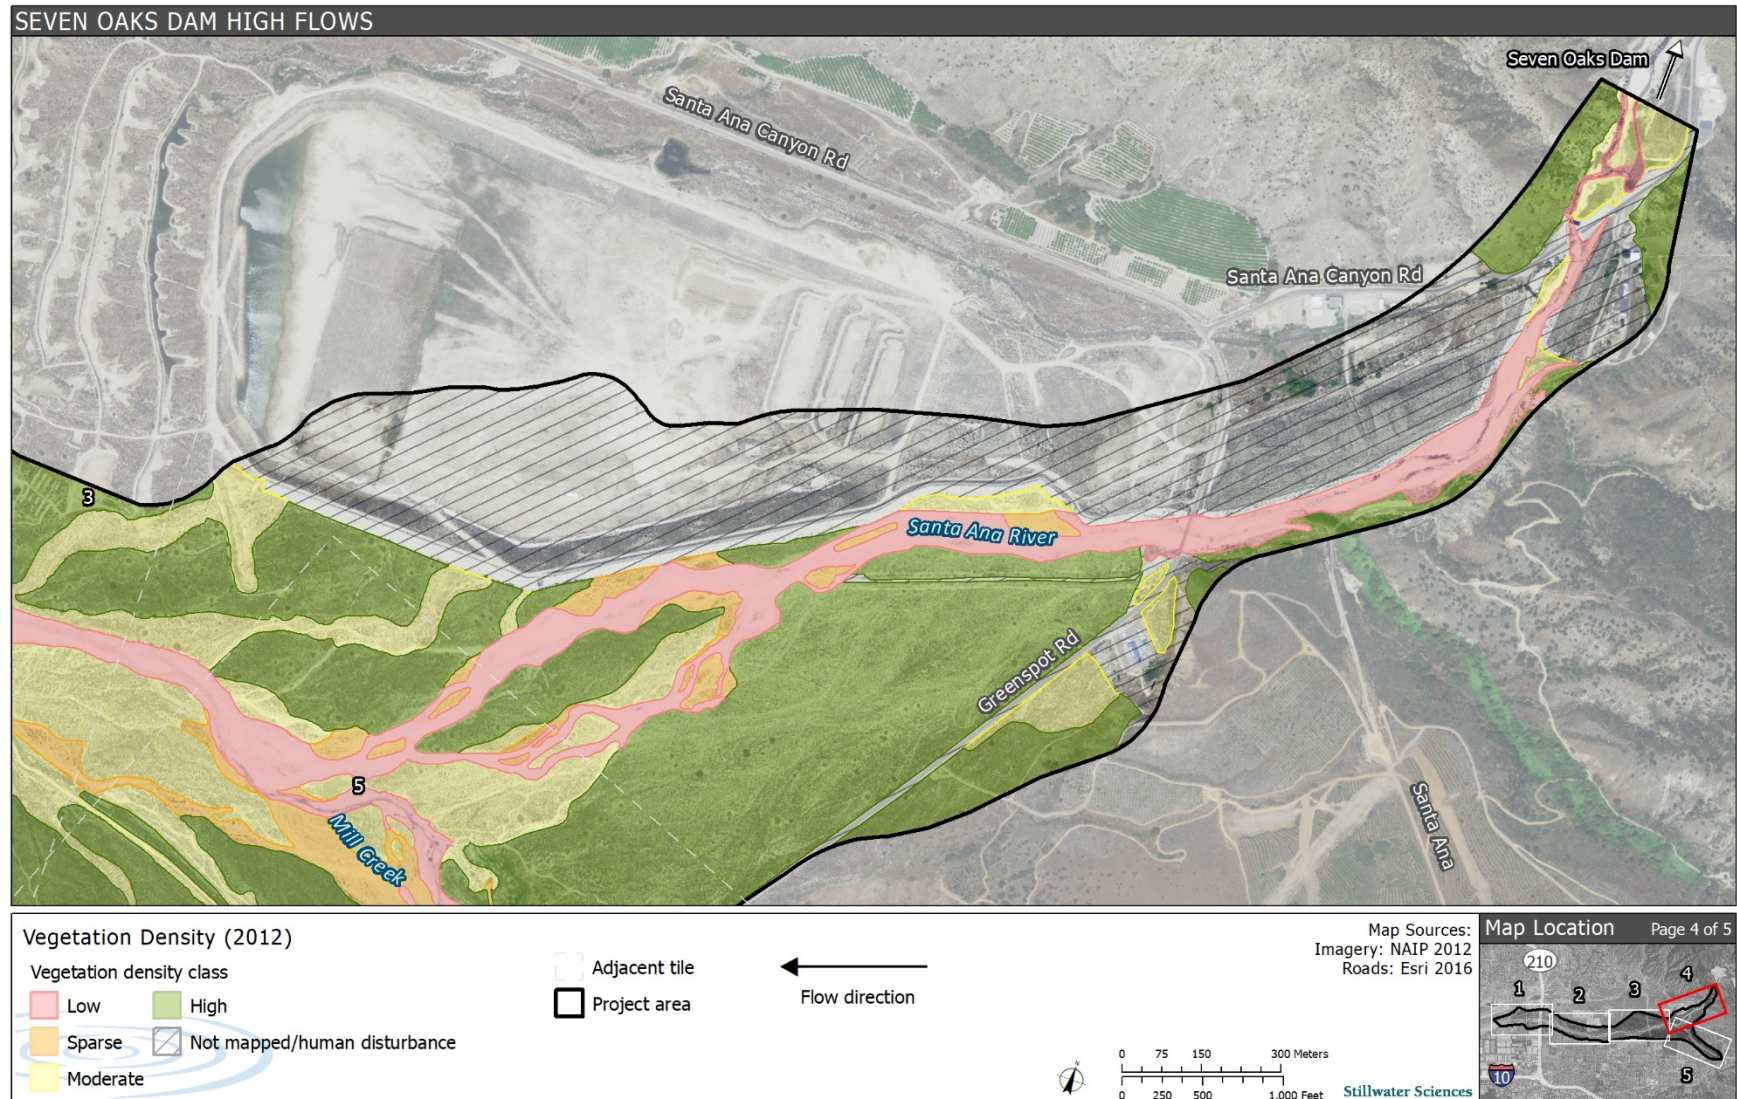 SEVEN OAKS DAM HIGH FLOWS
Seven Oaks Dam
Santa Ana Canyon Rd
Santa Ana Canyon Rd
3
Santa Ana River
Greenspot Rd
5
Mill Creek
Santa Ana
Vegetation Density (2012)
Vegetation density class
Low
High
Sparse
Not mapped/human disturbance
Moderate
Adjacent tile
Project area
Flow direction
Map Sources:
Imagery: NAIP 2012
Roads: Esri 2016
N
0 75 150 300 Meters
0 250 500 1,000 Feet
Stillwater Sciences
Map Location Page 4 of 5
210
4
1
2
3
10
5